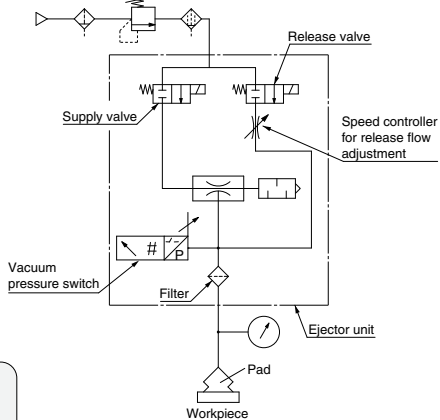 Release valve
Supply valve
Speed controller
for release flow
adjustment
#
P
Vacuum
pressure switch
Filter
Ejector unit
Pad
Workpiece